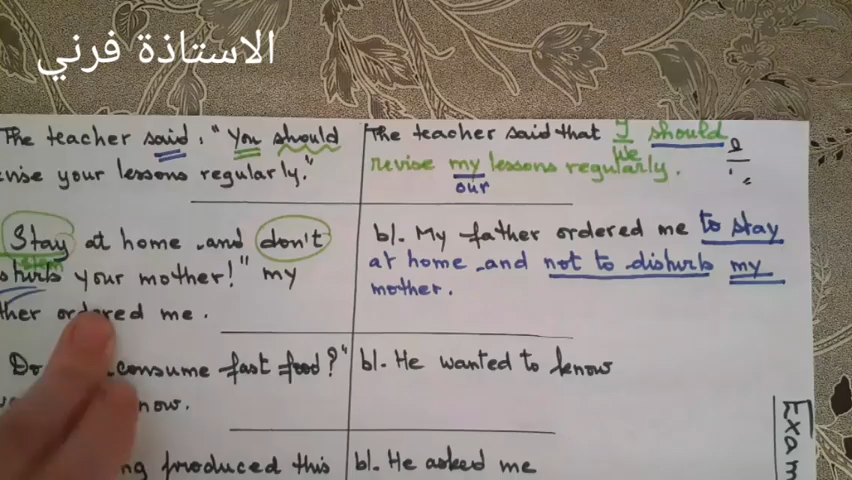 الاستاذة فرني
The teacher said, "You should
revise your lessons regularly."
The teacher said that I should
we
revise my lessons regularly.
our
Stay at home and don't
your mother!" my
ordered me.
b/. My father ordered me to stay
at home and not to disturb my
mother.
Do consume fast food?"
b/. He wanted to know
produced this
b/. He asked me
Exam